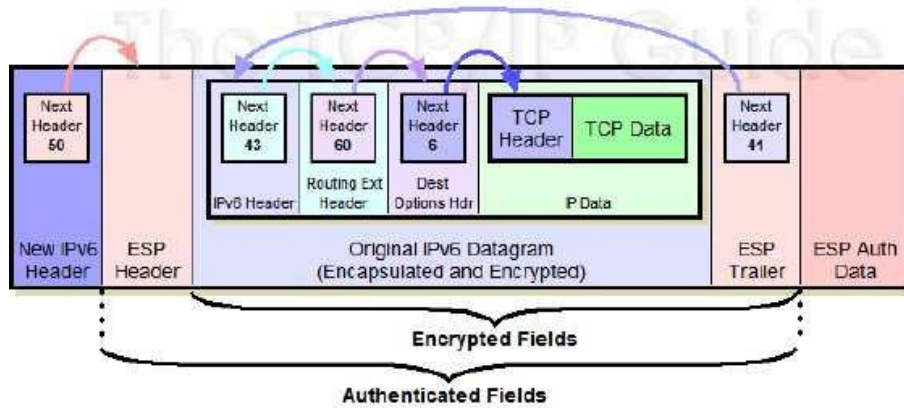 The TCP/IP Guide
Next Header 50
Next Header 43
Next Header 60
Next Header 6
TCP Header
TCP Data
Next Header 41
IPv6 Header
Routing Ext Header
Dest Options Hdr
IP Data
New IPv6 Header
ESP Header
Original IPv6 Datagram
(Encapsulated and Encrypted)
ESP Trailer
ESP Auth Data
Encrypted Fields
Authenticated Fields